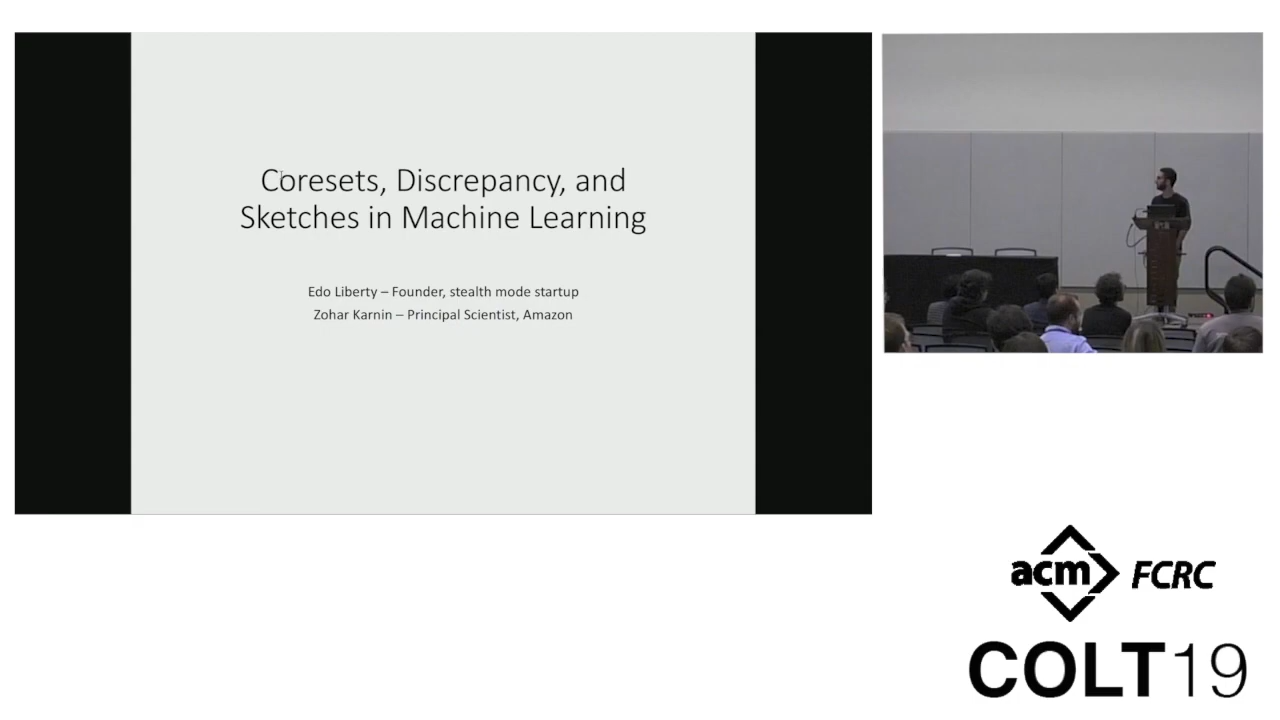 Coresets, Discrepancy, and
Sketches in Machine Learning
Edo Liberty – Founder, stealth mode startup
Zohar Karnin – Principal Scientist, Amazon
acm FCRC
COLT19